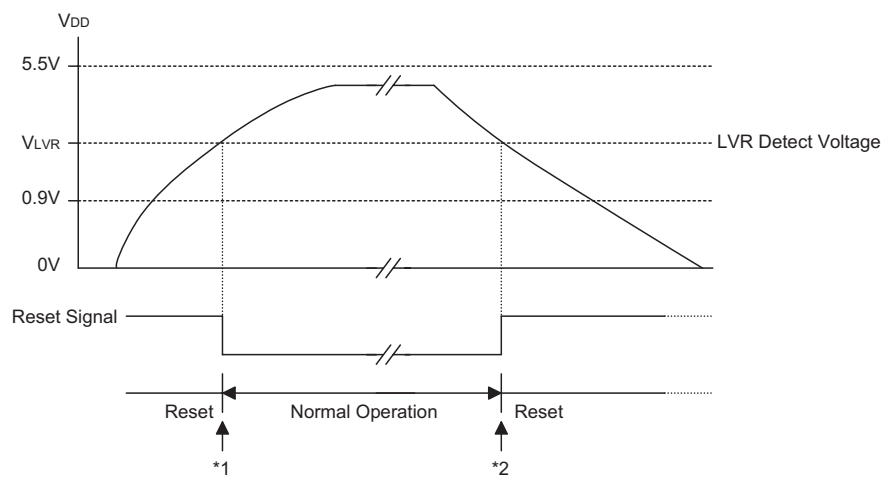 VDD
5.5V
VLVR
LVR Detect Voltage
0.9V
0V
Reset Signal
Reset
Normal Operation
Reset
*1
*2